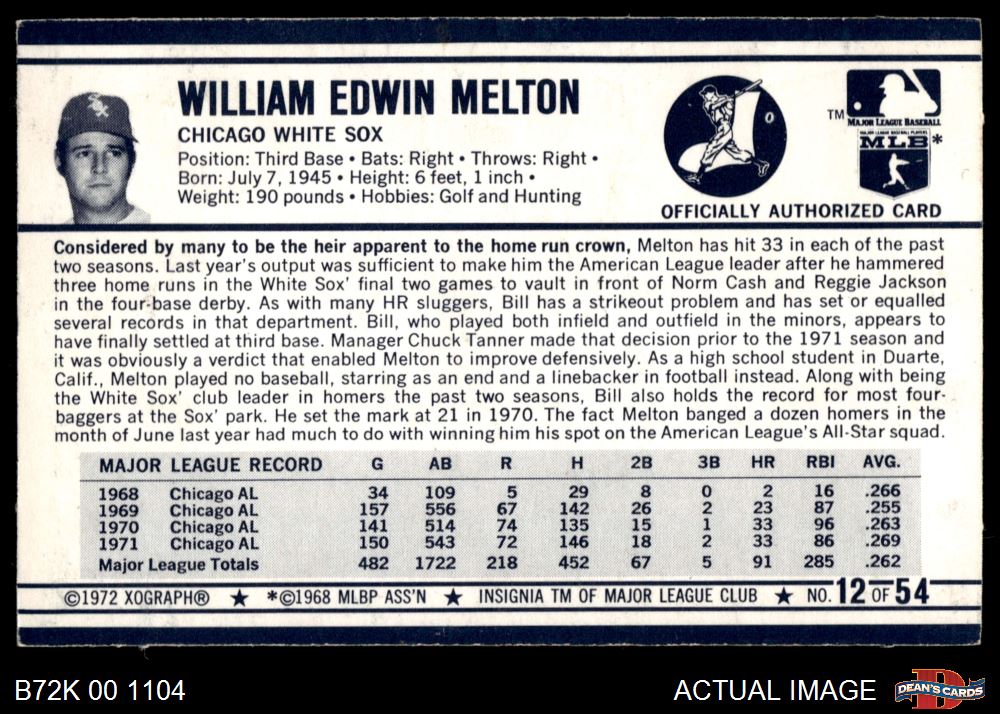 WILLIAM EDWIN MELTON
CHICAGO WHITE SOX
Position: Third Base • Bats: Right • Throws: Right •
Born: July 7, 1945 • Height: 6 feet, 1 inch •
Weight: 190 pounds • Hobbies: Golf and Hunting
TM
MAJOR LEAGUE BASEBALL
MAJOR LEAGUE BASEBALL PLAYERS
MLB*
OFFICIALLY AUTHORIZED CARD
Considered by many to be the heir apparent to the home run crown, Melton has hit 33 in each of the past
two seasons. Last year's output was sufficient to make him the American League leader after he hammered
three home runs in the White Sox' final two games to vault in front of Norm Cash and Reggie Jackson
in the four-base derby. As with many HR sluggers, Bill has a strikeout problem and has set or equalled
several records in that department. Bill, who played both infield and outfield in the minors, appears to
have finally settled at third base. Manager Chuck Tanner made that decision prior to the 1971 season and
it was obviously a verdict that enabled Melton to improve defensively. As a high school student in Duarte,
Calif., Melton played no baseball, starring as an end and a linebacker in football instead. Along with being
the White Sox' club leader in homers the past two seasons, Bill also holds the record for most four-
baggers at the Sox' park. He set the mark at 21 in 1970. The fact Melton banged a dozen homers in the
month of June last year had much to do with winning him his spot on the American League's All-Star squad.
MAJOR LEAGUE RECORD G AB R H 2B 3B HR RBI AVG.
1968 Chicago AL 34 109 5 29 8 0 2 16 .266
1969 Chicago AL 157 556 67 142 26 2 23 87 .255
1970 Chicago AL 141 514 74 135 15 1 33 96 .263
1971 Chicago AL 150 543 72 146 18 2 33 86 .269
Major League Totals 482 1722 218 452 67 5 91 285 .262
©1972 XOGRAPH® ★ *©1968 MLBP ASS'N ★ INSIGNIA TM OF MAJOR LEAGUE CLUB ★ NO. 12 OF 54
B72K 00 1104
ACTUAL IMAGE
D
DEAN'S CARDS